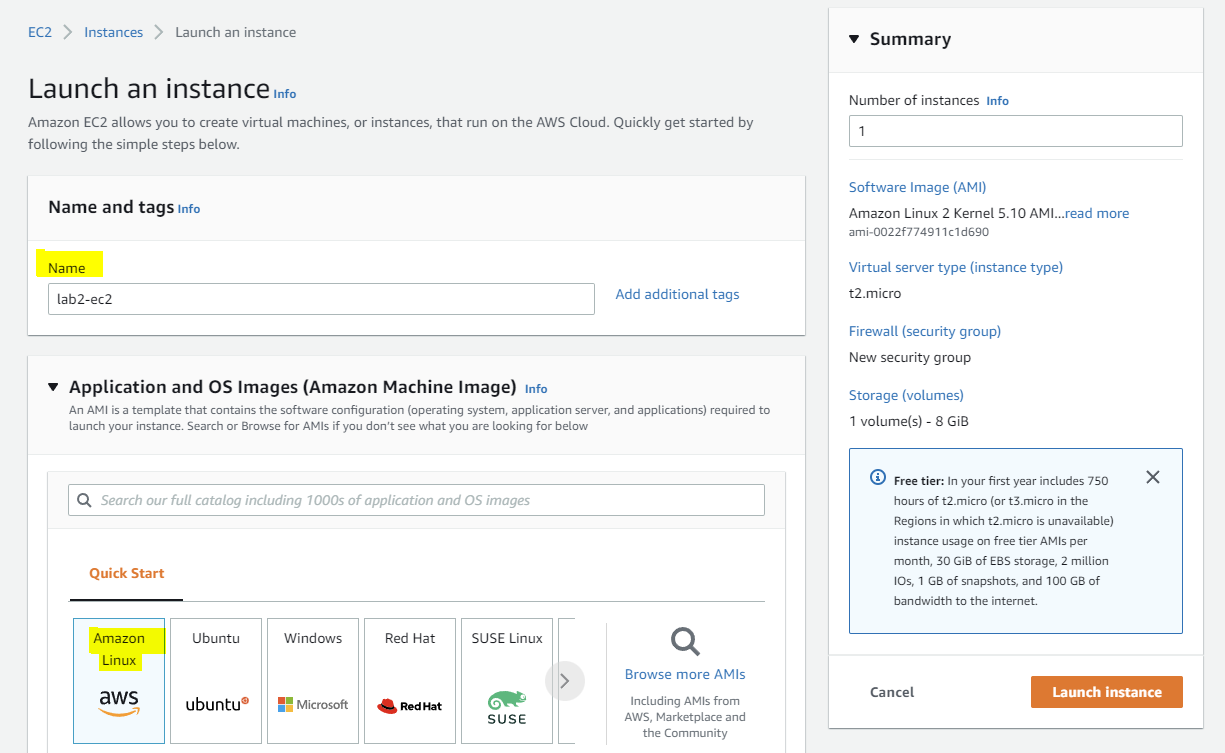 EC2 > Instances > Launch an instance
Launch an instance Info
Amazon EC2 allows you to create virtual machines, or instances, that run on the AWS Cloud. Quickly get started by
following the simple steps below.
Name and tags Info
Name
lab2-ec2
Add additional tags
Application and OS Images (Amazon Machine Image) Info
An AMI is a template that contains the software configuration (operating system, application server, and applications) required to
launch your instance. Search or Browse for AMIs if you don't see what you are looking for below
Search our full catalog including 1000s of application and OS images
Quick Start
Amazon
Linux
aws
Ubuntu
ubuntu
Windows
Microsoft
Red Hat
Red Hat
SUSE Linux
SUSE
Browse more AMIs
Including AMIs from
AWS, Marketplace and
the Community
Summary
Number of instances Info
1
Software Image (AMI)
Amazon Linux 2 Kernel 5.10 AMI...read more
ami-0022f774911c1d690
Virtual server type (instance type)
t2.micro
Firewall (security group)
New security group
Storage (volumes)
1 volume(s) - 8 GiB
Free tier: In your first year includes 750
hours of t2.micro (or t3.micro in the
Regions in which t2.micro is unavailable)
instance usage on free tier AMIs per
month, 30 GiB of EBS storage, 2 million
IOs, 1 GB of snapshots, and 100 GB of
bandwidth to the internet.
Cancel
Launch instance